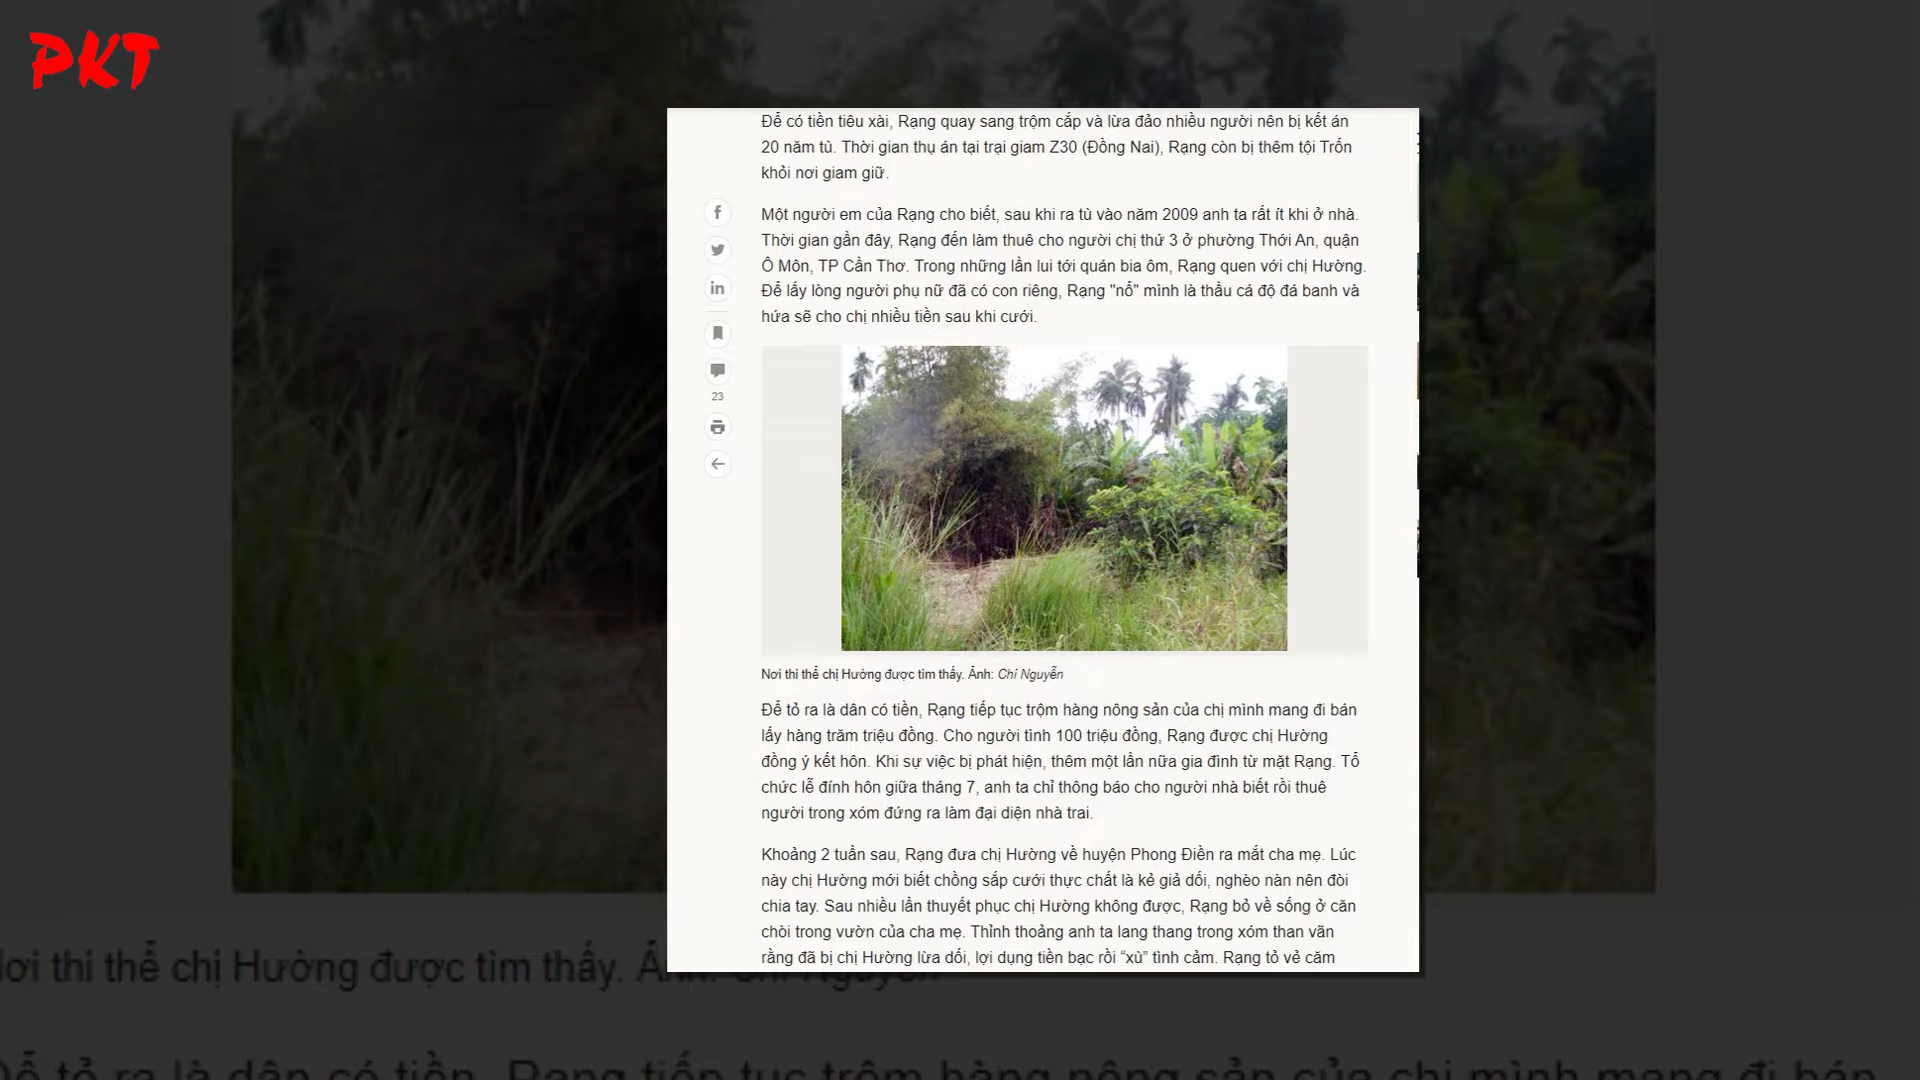 PKT
Để có tiền tiêu xài, Rạng quay sang trộm cắp và lừa đảo nhiều người nên bị kết án
20 năm tù. Thời gian thụ án tại trại giam Z30 (Đồng Nai), Rạng còn bị thêm tội Trốn
khỏi nơi giam giữ.
Một người em của Rạng cho biết, sau khi ra tù vào năm 2009 anh ta rất ít khi ở nhà.
Thời gian gần đây, Rạng đến làm thuê cho người chị thứ 3 ở phường Thới An, quận
Ô Môn, TP Cần Thơ. Trong những lần lui tới quán bia ôm, Rạng quen với chị Hường.
Để lấy lòng người phụ nữ đã có con riêng, Rạng "nổ" mình là thầu cá độ đá banh và
hứa sẽ cho chị nhiều tiền sau khi cưới.
23
Nơi thi thể chị Hường được tìm thấy. Ảnh: Chí Nguyễn
Để tỏ ra là dân có tiền, Rạng tiếp tục trộm hàng nông sản của chị mình mang đi bán
lấy hàng trăm triệu đồng. Cho người tình 100 triệu đồng, Rạng được chị Hường
đồng ý kết hôn. Khi sự việc bị phát hiện, thêm một lần nữa gia đình từ mặt Rạng. Tổ
chức lễ đính hôn giữa tháng 7, anh ta chỉ thông báo cho người nhà biết rồi thuê
người trong xóm đứng ra làm đại diện nhà trai.
Khoảng 2 tuần sau, Rạng đưa chị Hường về huyện Phong Điền ra mắt cha mẹ. Lúc
này chị Hường mới biết chồng sắp cưới thực chất là kẻ giả dối, nghèo nàn nên đòi
chia tay. Sau nhiều lần thuyết phục chị Hường không được, Rạng bỏ về sống ở căn
chòi trong vườn của cha mẹ. Thỉnh thoảng anh ta lang thang trong xóm than vãn
rằng đã bị chị Hường lừa dối, lợi dụng tiền bạc rồi “xù” tình cảm. Rạng tỏ vẻ căm
thi thể chị Hường được tìm thấy.
tỏ ra là dân có tiền, Rạng tiếp tục trộm hàng nông sản của chị mình mang đi bán